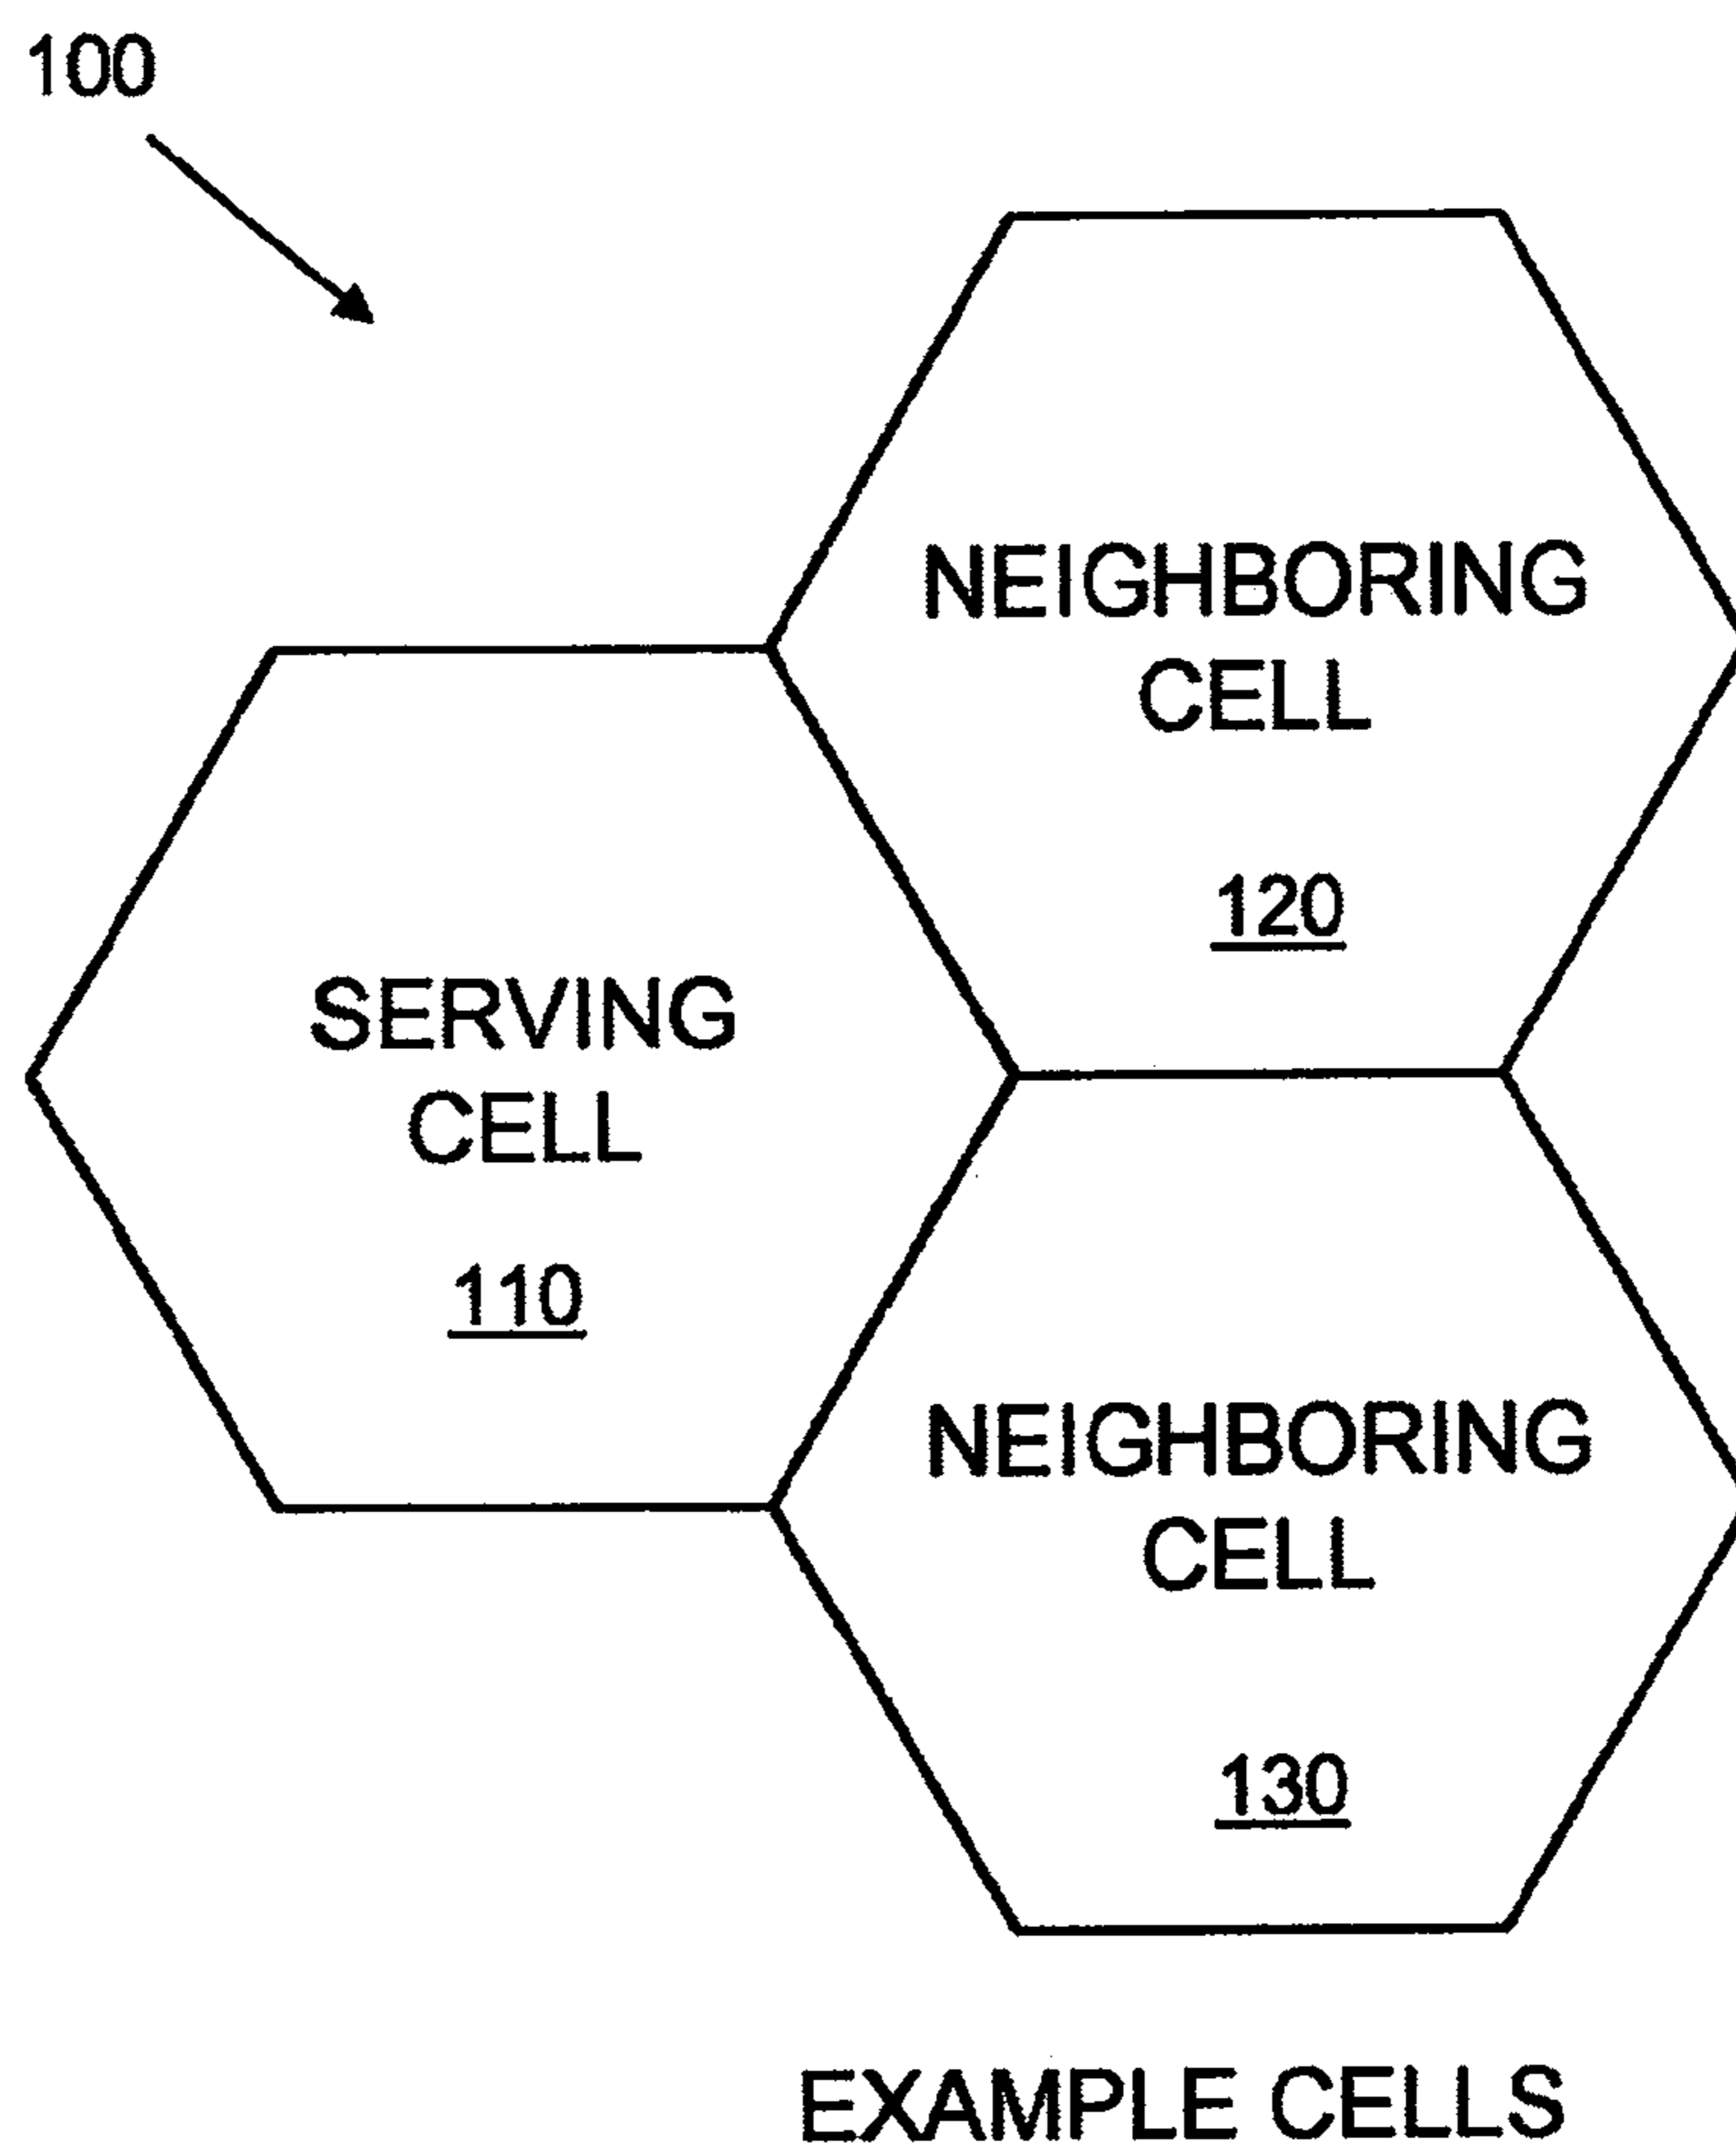 100
NEIGHBORING
CELL
120
SERVING
CELL
110
NEIGHBORING
CELL
130
EXAMPLE CELLS